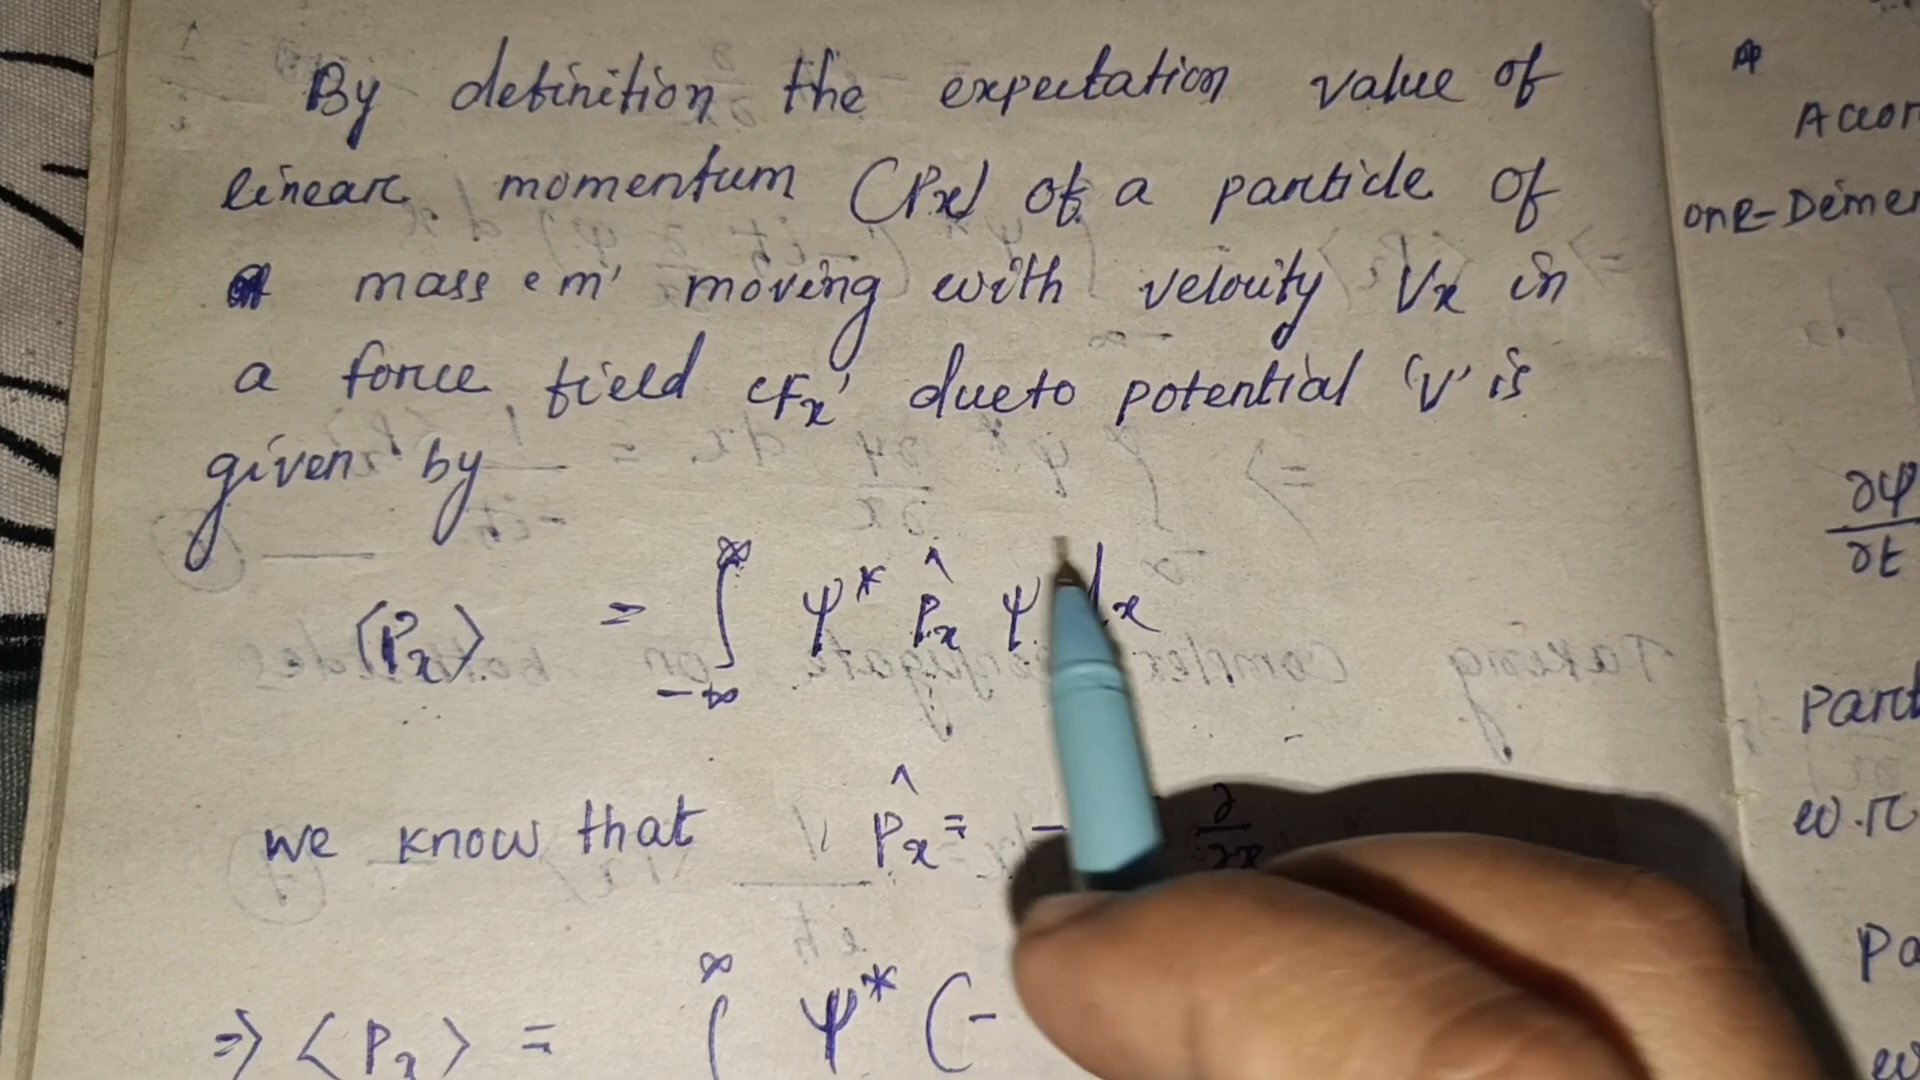 By definition the expectation value of
linear momentum (Px) of a particle of
mass 'm' moving with velocity Vx in
a force field 'Fx' due to potential 'V' is
given by
⟨Px⟩ = ∫_{-∞}^{∞} ψ* P̂x ψ dx
we know that P̂x = - ∂/∂x
⇒ ⟨Px⟩ = ∫^{∞} ψ* (-
Accor
one-Dimen
∂ψ/∂t
Part
w.r
Pa